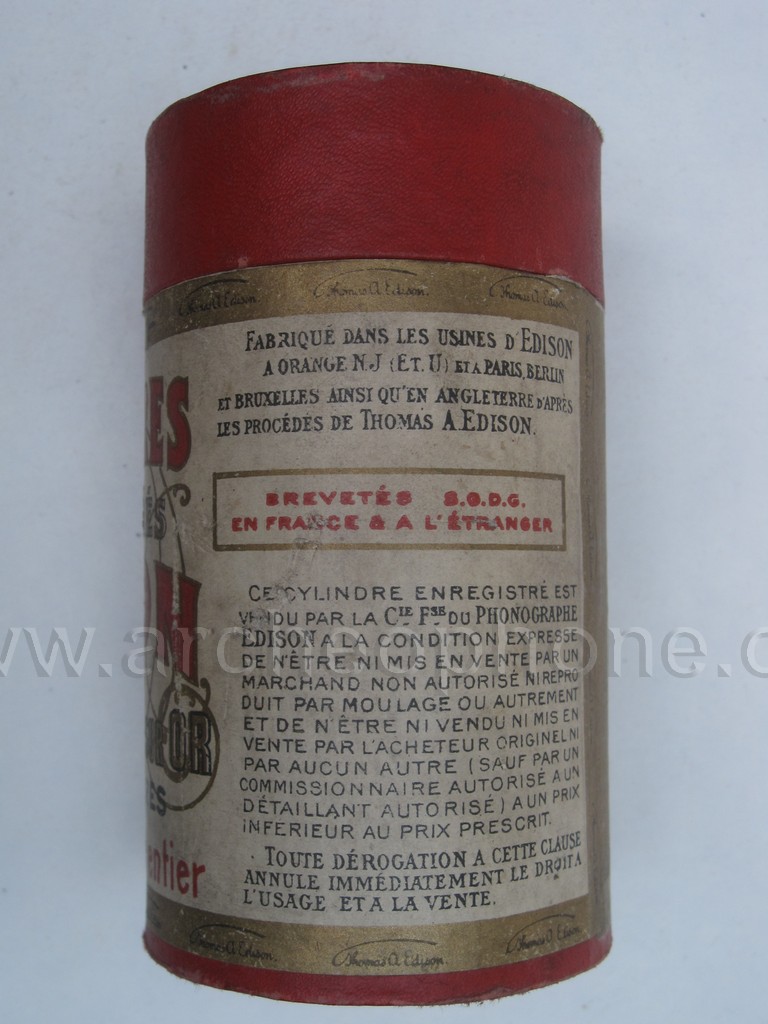 Thomas A. Edison. Thomas A. Edison. Thomas A. Edison.
FABRIQUÉ DANS LES USINES D'EDISON
A ORANGE N.J (ET. U) ET A PARIS, BERLIN
ET BRUXELLES AINSI QU'EN ANGLETERRE D'APRÈS
LES PROCÉDÉS DE THOMAS A. EDISON.
BREVETÉS S.G.D.G.
EN FRANCE & A L'ÉTRANGER
CE CYLINDRE ENREGISTRÉ EST
VENDU PAR LA CIE FSE DU PHONOGRAPHE
EDISON A LA CONDITION EXPRESSE
DE N'ÊTRE NI MIS EN VENTE PAR UN
MARCHAND NON AUTORISÉ NI REPRO
DUIT PAR MOULAGE OU AUTREMENT
ET DE N'ÊTRE NI VENDU NI MIS EN
VENTE PAR L'ACHETEUR ORIGINEL NI
PAR AUCUN AUTRE (SAUF PAR UN
COMMISSIONNAIRE AUTORISÉ A UN
DÉTAILLANT AUTORISÉ) A UN PRIX
INFERIEUR AU PRIX PRESCRIT.
TOUTE DÉROGATION A CETTE CLAUSE
ANNULE IMMÉDIATEMENT LE DROIT A
L'USAGE ET A LA VENTE.
RES
ÉS
H
OR
ES
entier
Thomas A. Edison. Thomas A. Edison. Thomas A. Edison.
www.archeophone.o